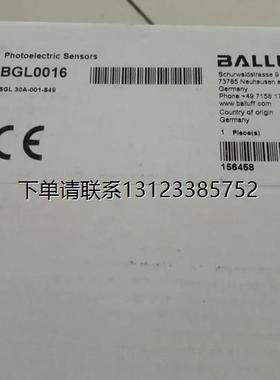 Photoelectric Sensors
BGL0016
BGL 30A-001-S49
BALLUFF
Schurwaldstrasse 9
73765 Neuhausen
Germany
Phone +49 7158 17
www.balluff.com
Country of origin
Germany
1 Piece(s)
156458
CE
下单请联系13123385752